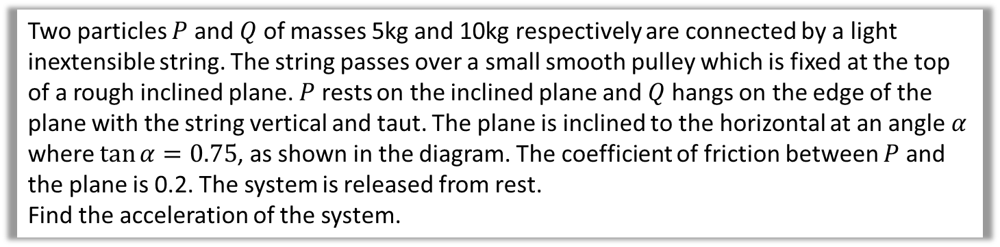 Two particles P and Q of masses 5kg and 10kg respectively are connected by a light
inextensible string. The string passes over a small smooth pulley which is fixed at the top
of a rough inclined plane. P rests on the inclined plane and Q hangs on the edge of the
plane with the string vertical and taut. The plane is inclined to the horizontal at an angle α
where tan α = 0.75, as shown in the diagram. The coefficient of friction between P and
the plane is 0.2. The system is released from rest.
Find the acceleration of the system.